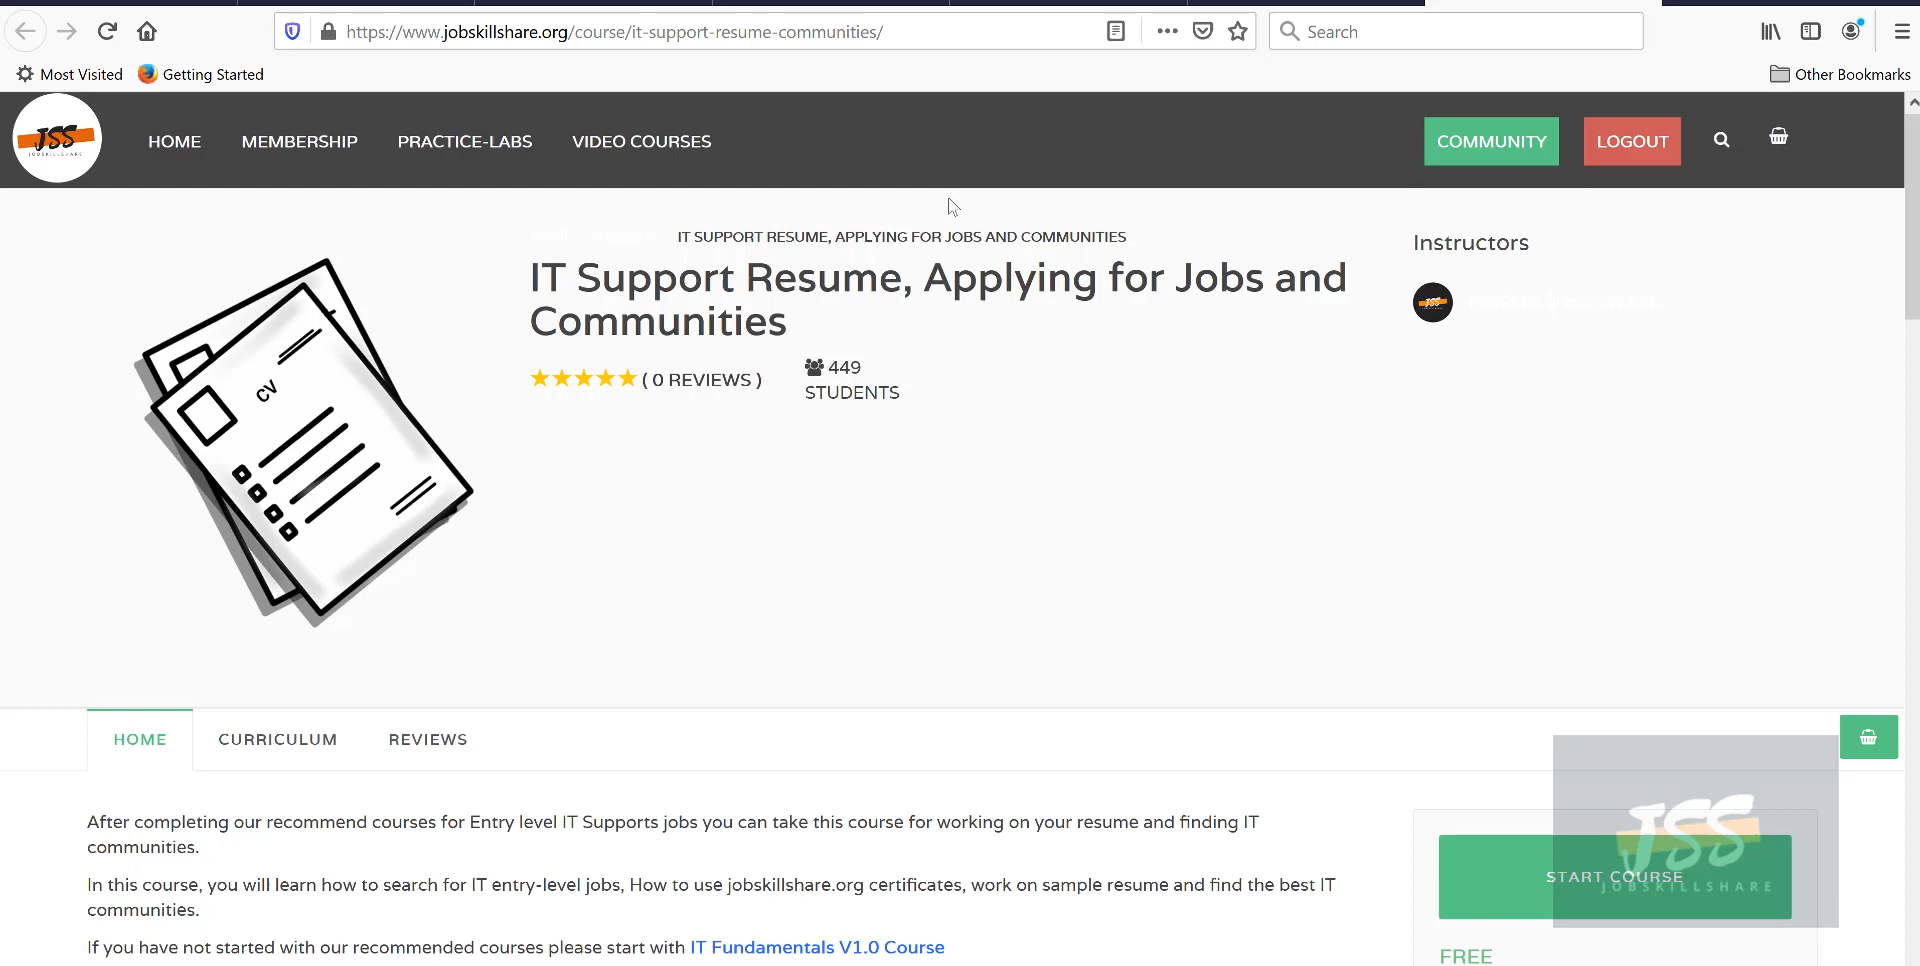 https://www.jobskillshare.org/course/it-support-resume-communities/
Search
Most Visited
Getting Started
Other Bookmarks
JSS
JOBSKILLSHARE
HOME
MEMBERSHIP
PRACTICE-LABS
VIDEO COURSES
COMMUNITY
LOGOUT
IT SUPPORT RESUME, APPLYING FOR JOBS AND COMMUNITIES
IT Support Resume, Applying for Jobs and
Communities
( 0 REVIEWS )
449
STUDENTS
Instructors
JSS
CV
HOME
CURRICULUM
REVIEWS
After completing our recommend courses for Entry level IT Supports jobs you can take this course for working on your resume and finding IT
communities.
In this course, you will learn how to search for IT entry-level jobs, How to use jobskillshare.org certificates, work on sample resume and find the best IT
communities.
If you have not started with our recommended courses please start with IT Fundamentals V1.0 Course
START COURSE
JSS
JOBSKILLSHARE
FREE